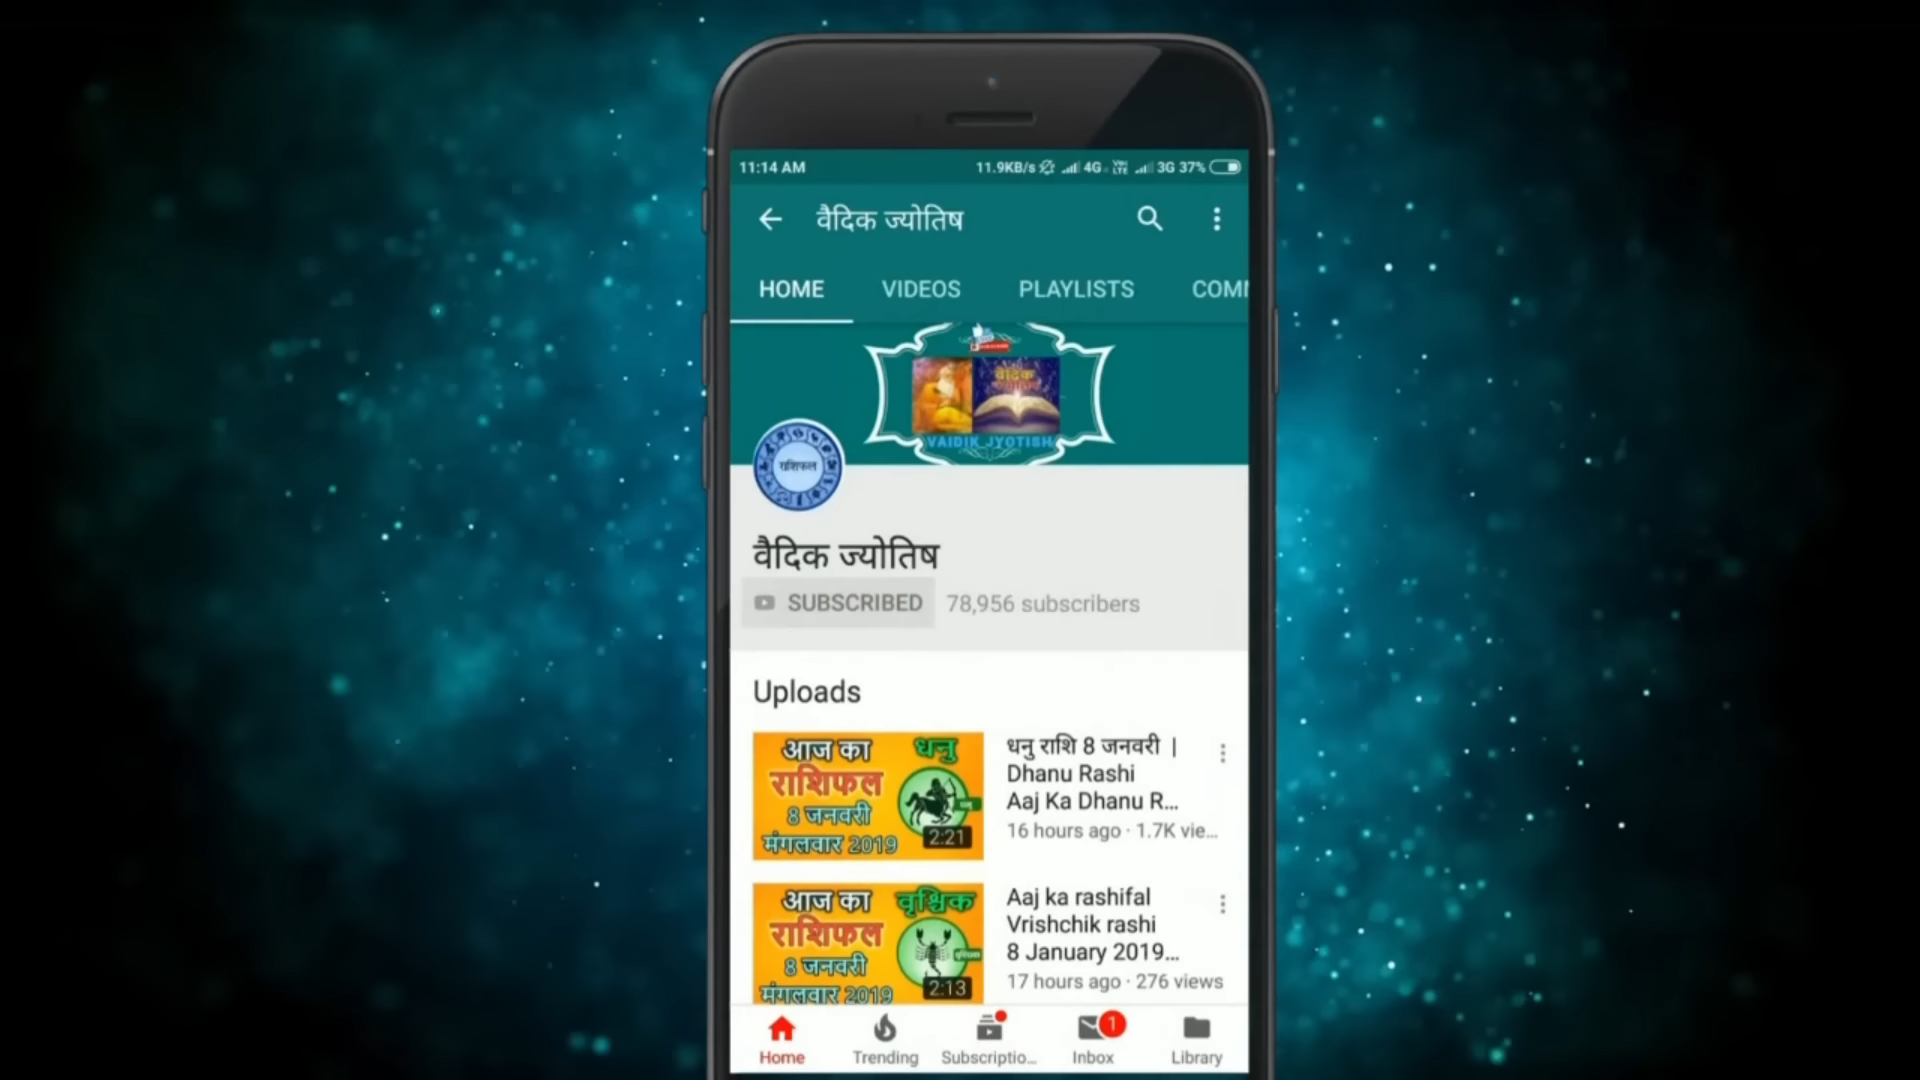 11:14 AM 11.9KB/s 4G VoLTE 3G 37%
वैदिक ज्योतिष
HOME VIDEOS PLAYLISTS COMM
वैदिक
VAIDIK JYOTISH
राशिफल
वैदिक ज्योतिष
SUBSCRIBED 78,956 subscribers
Uploads
आज का धनु
राशिफल
8 जनवरी
मंगलवार 2019
2:21
धनु राशि 8 जनवरी |
Dhanu Rashi
Aaj Ka Dhanu R...
16 hours ago · 1.7K vie...
आज का वृश्चिक
राशिफल
8 जनवरी
मंगलवार 2019
2:13
Aaj ka rashifal
Vrishchik rashi
8 January 2019...
17 hours ago · 276 views
1
Home Trending Subscriptio... Inbox Library